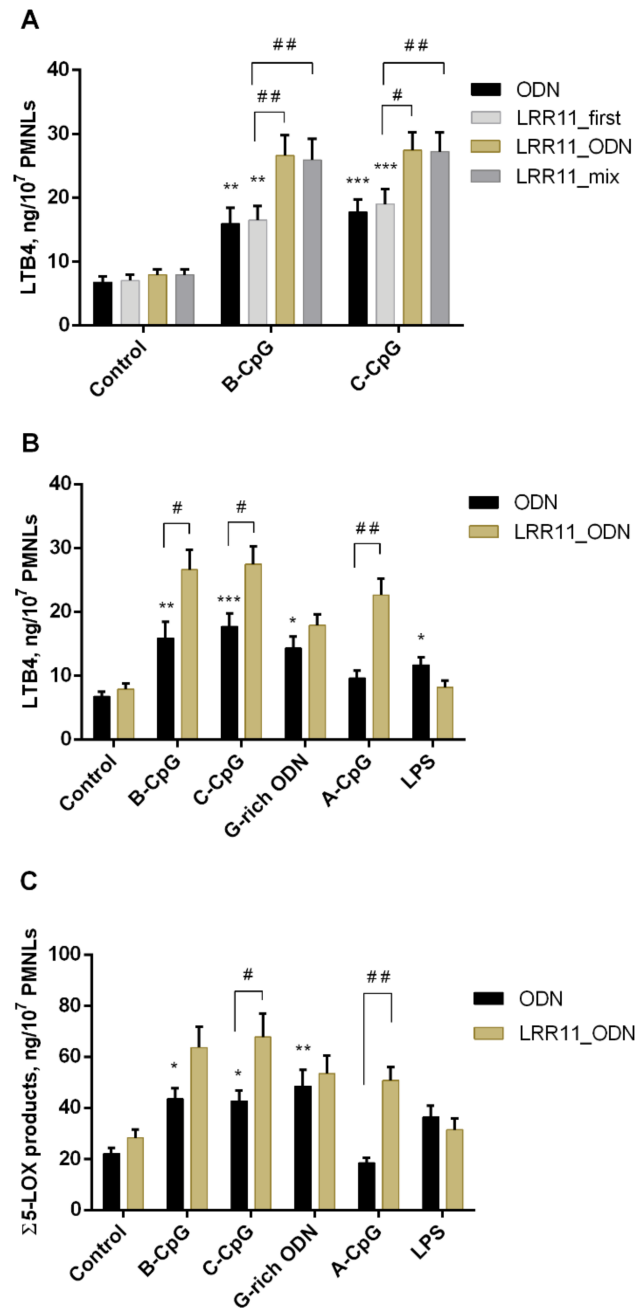 A
LTB4, ng/10⁷ PMNLs
40
30
20
10
0
** ** ## ##
*** *** # ##
Control
B-CpG
C-CpG
ODN
LRR11_first
LRR11_ODN
LRR11_mix
B
LTB4, ng/10⁷ PMNLs
40
30
20
10
0
** #
*** #
*
##
*
Control
B-CpG
C-CpG
G-rich ODN
A-CpG
LPS
ODN
LRR11_ODN
C
Σ5-LOX products, ng/10⁷ PMNLs
100
80
60
40
20
0
*
* #
**
##
Control
B-CpG
C-CpG
G-rich ODN
A-CpG
LPS
ODN
LRR11_ODN